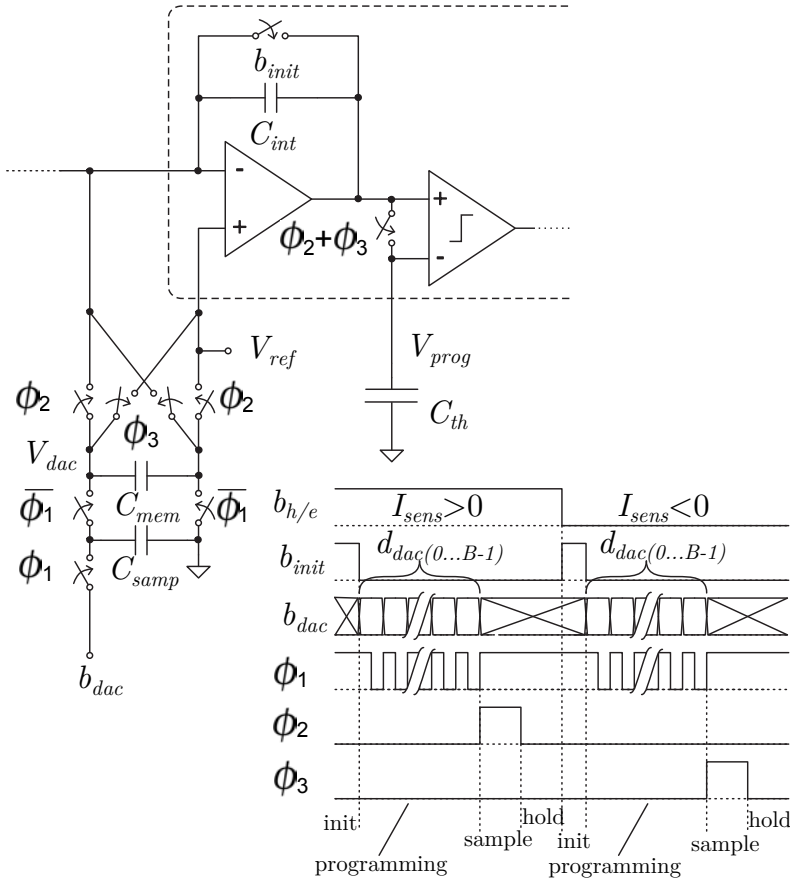 b_init
C_int
-
+
ϕ2+ϕ3
+
-
V_ref
V_prog
C_th
ϕ2
ϕ2
ϕ3
V_dac
ϕ1̅
C_mem
ϕ1̅
C_samp
ϕ1
b_dac
b_h/e
I_sens>0
I_sens<0
b_init
d_dac(0...B-1)
d_dac(0...B-1)
b_dac
ϕ1
ϕ2
ϕ3
init
programming
sample
hold
init
programming
sample
hold